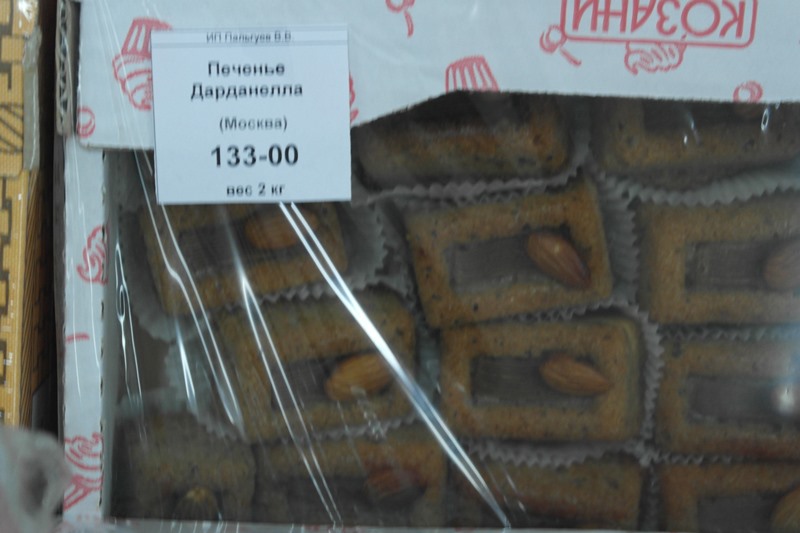 ИП Пальгуев В.В.
Печенье
Дарданелла
(Москва)
133-00
вес 2 кг
КОЗАНИ